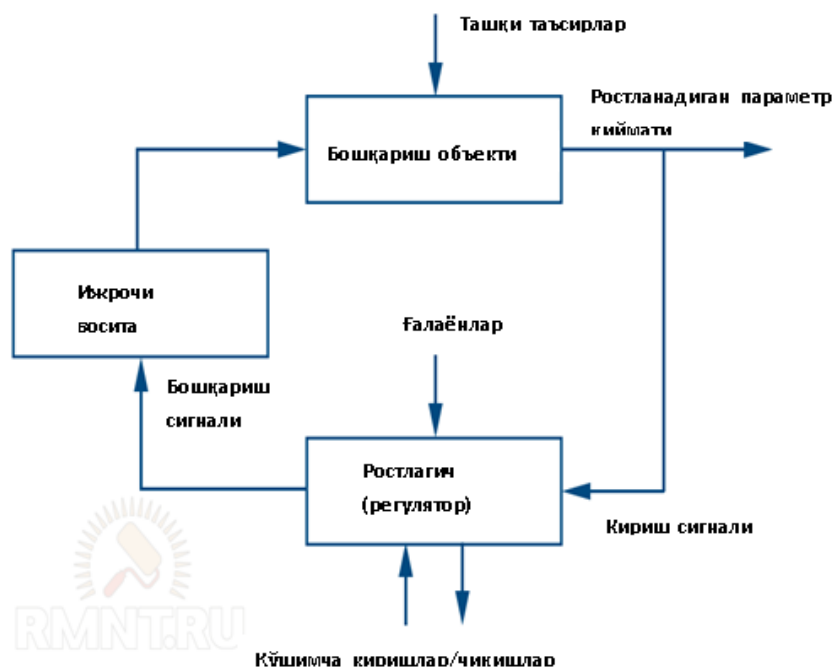 Ташқи таъсирлар
Ростланадиган параметр
қиймати
Бошқариш объекти
Ижрочи
восита
Ғалаёнлар
Бошқариш
сигнали
Ростлагич
(регулятор)
Кириш сигнали
RMNT.RU
Қўшимча киришлар/чиқишлар